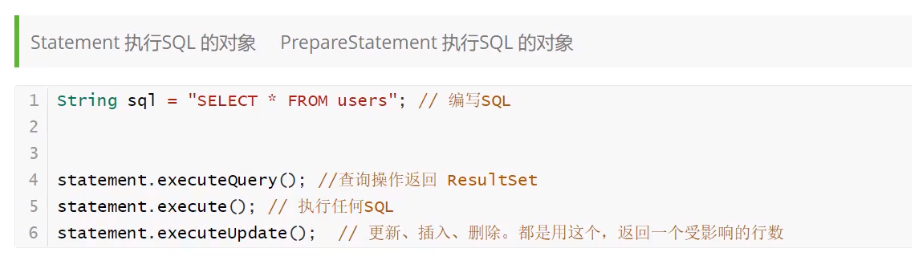 Statement 执行SQL 的对象 PrepareStatement 执行SQL 的对象
1 String sql = "SELECT * FROM users"; // 编写SQL
2
3
4 statement.executeQuery(); //查询操作返回 ResultSet
5 statement.execute(); // 执行任何SQL
6 statement.executeUpdate(); // 更新、插入、删除。都是用这个，返回一个受影响的行数